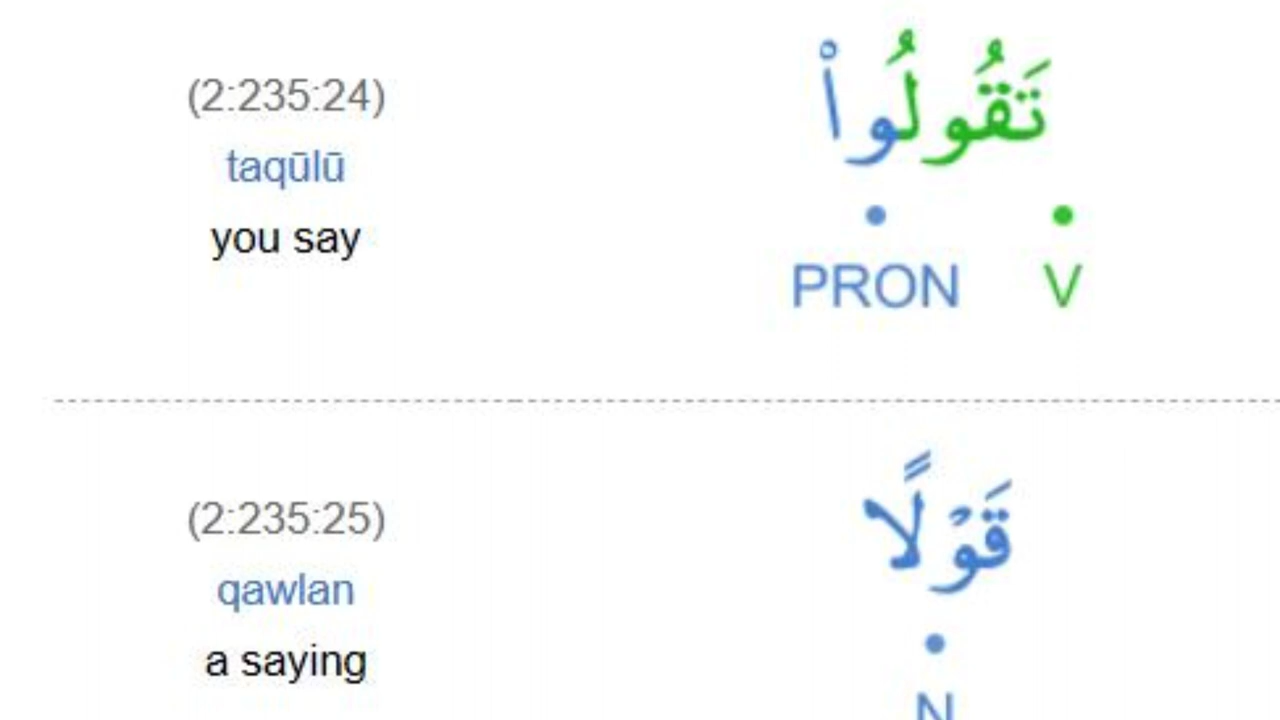 (2:235:24)
taqūlū
you say
تَقُولُوا۟
PRON V
(2:235:25)
qawlan
a saying
قَوْلًا
N